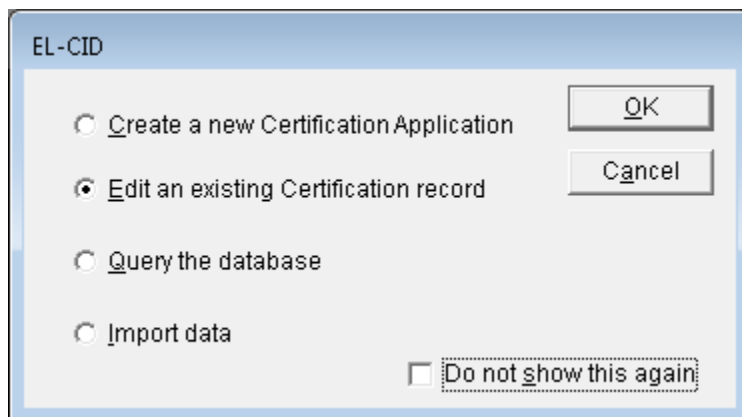 EL-CID
Create a new Certification Application
OK
Edit an existing Certification record
Cancel
Query the database
Import data
Do not show this again